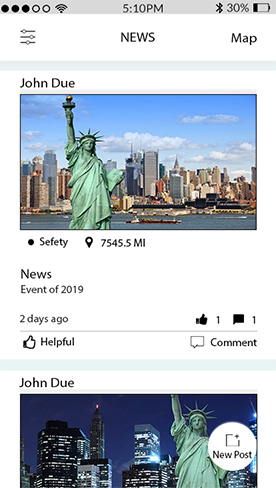 5:10PM 30%
NEWS Map
John Due
Sefety 7545.5 MI
News
Event of 2019
2 days ago 1 1
Helpful Comment
John Due
New Post